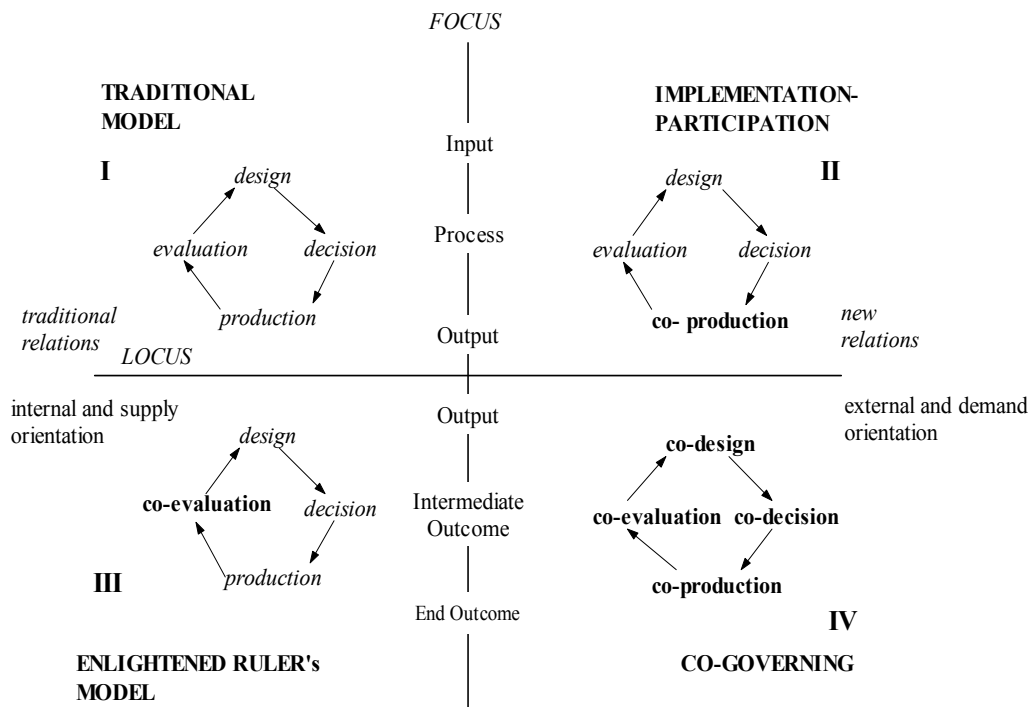 FOCUS
TRADITIONAL
MODEL
I
design
evaluation
decision
production
traditional
relations
LOCUS
Input
Process
Output
IMPLEMENTATION-
PARTICIPATION
II
design
evaluation
decision
co- production
new
relations
internal and supply
orientation
design
co-evaluation
decision
production
III
ENLIGHTENED RULER's
MODEL
Output
Intermediate
Outcome
End Outcome
external and demand
orientation
co-design
co-evaluation
co-decision
co-production
IV
CO-GOVERNING